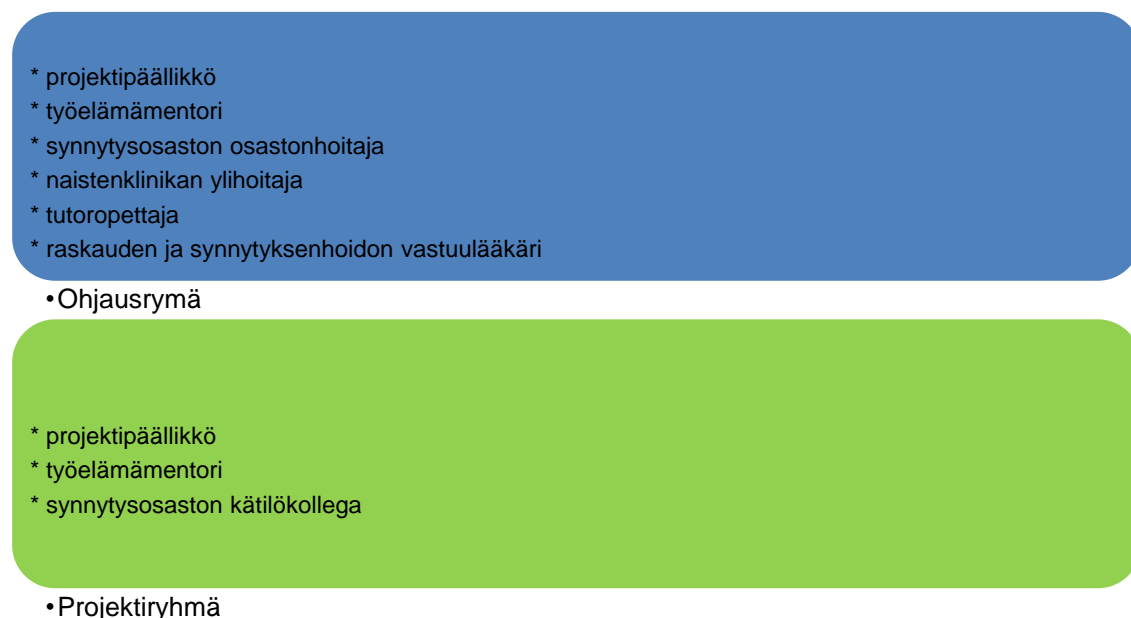 * projektipäällikkö
* työelämämentori
* synnytysosaston osastonhoitaja
* naistenklinikan ylihoitaja
* tutoropettaja
* raskauden ja synnytyksenhoidon vastuulääkäri
•Ohjausrymä
* projektipäällikkö
* työelämämentori
* synnytysosaston kätilökollega
•Projektiryhmä